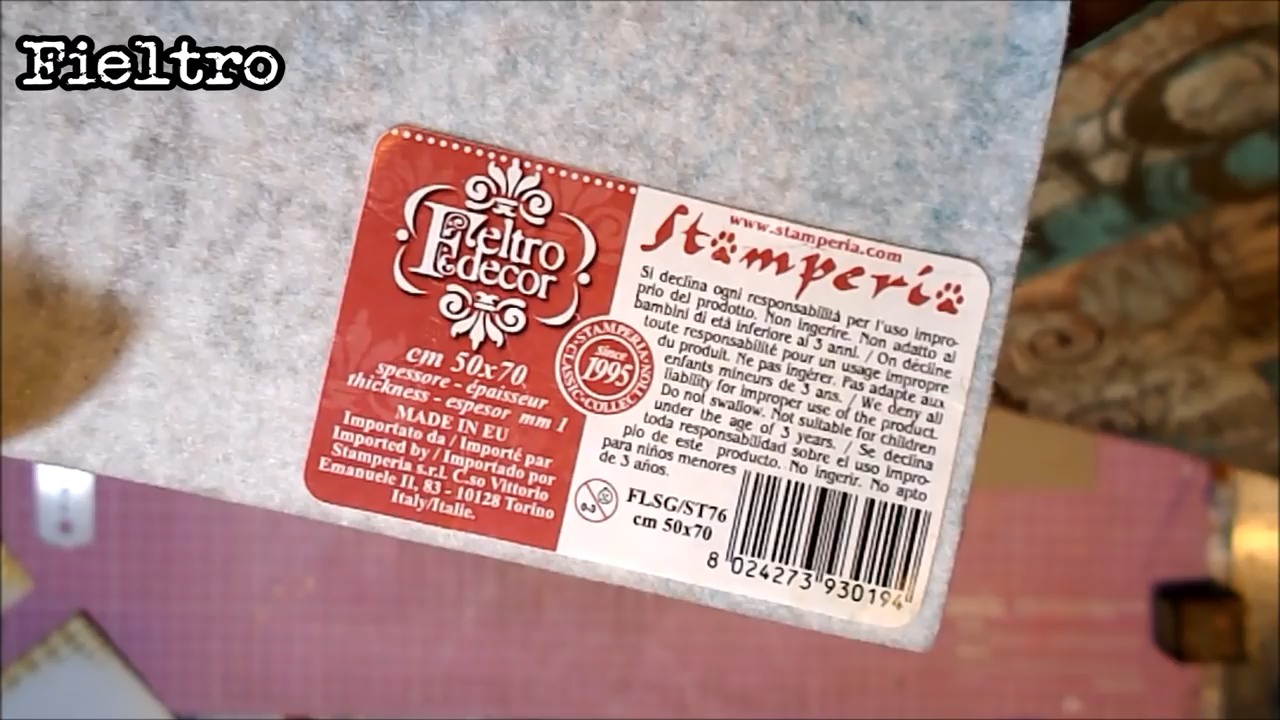 Fieltro
Feltro
decor
cm 50x70
spessore - épaisseur
thickness - espesor mm 1
MADE IN EU
Importato da / Importé par
Imported by / Importado por
Stamperia s.r.l. C.so Vittorio
Emanuele II, 83 - 10128 Torino
Italy/Italie.
STAMPERIA
since
1995
CLASSIC COLLECTION
www.stamperia.com
Stamperia
Si declina ogni responsabilità per l'uso impro-
prio del prodotto. Non ingerire. Non adatto ai
bambini di età inferiore ai 3 anni. / On décline
toute responsabilité pour un usage impropre
du produit. Ne pas ingérer. Pas adapte aux
enfants mineurs de 3 ans. / We deny all
liability for improper use of the product.
Do not swallow. Not suitable for children
under the age of 3 years. / Se declina
toda responsabilidad sobre el uso impro-
pio de este producto. No ingerir. No apto
para niños menores
de 3 años.
0-3
FLSG/ST76
cm 50x70
8 024273 930194